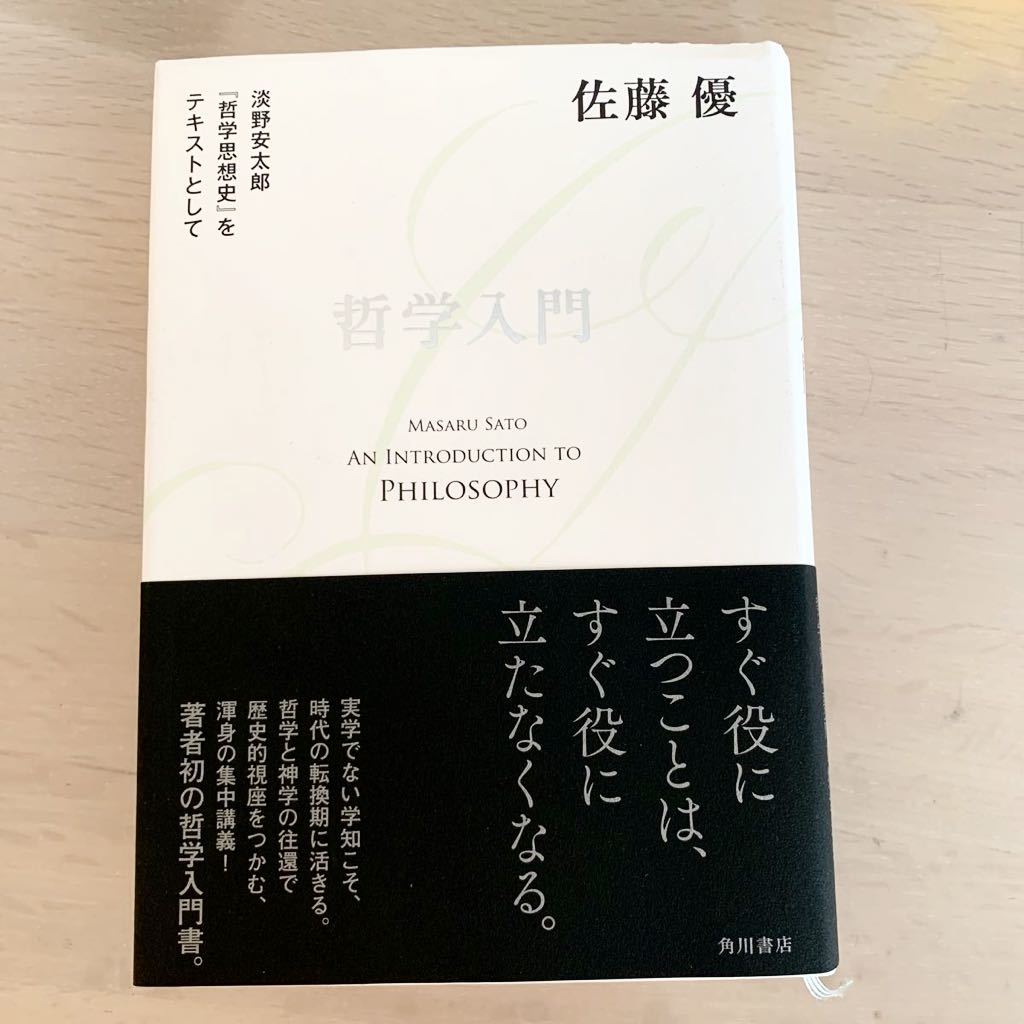 佐藤 優
淡野安太郎
『哲学思想史』を
テキストとして
哲学入門
MASARU SATO
AN INTRODUCTION TO
PHILOSOPHY
すぐ役に
立つことは、
すぐ役に
立たなくなる。
実学でない学知こそ、
時代の転換期に活きる。
哲学と神学の往還で
歴史的視座をつかむ、
渾身の集中講義!
著者初の哲学入門書。
角川書店